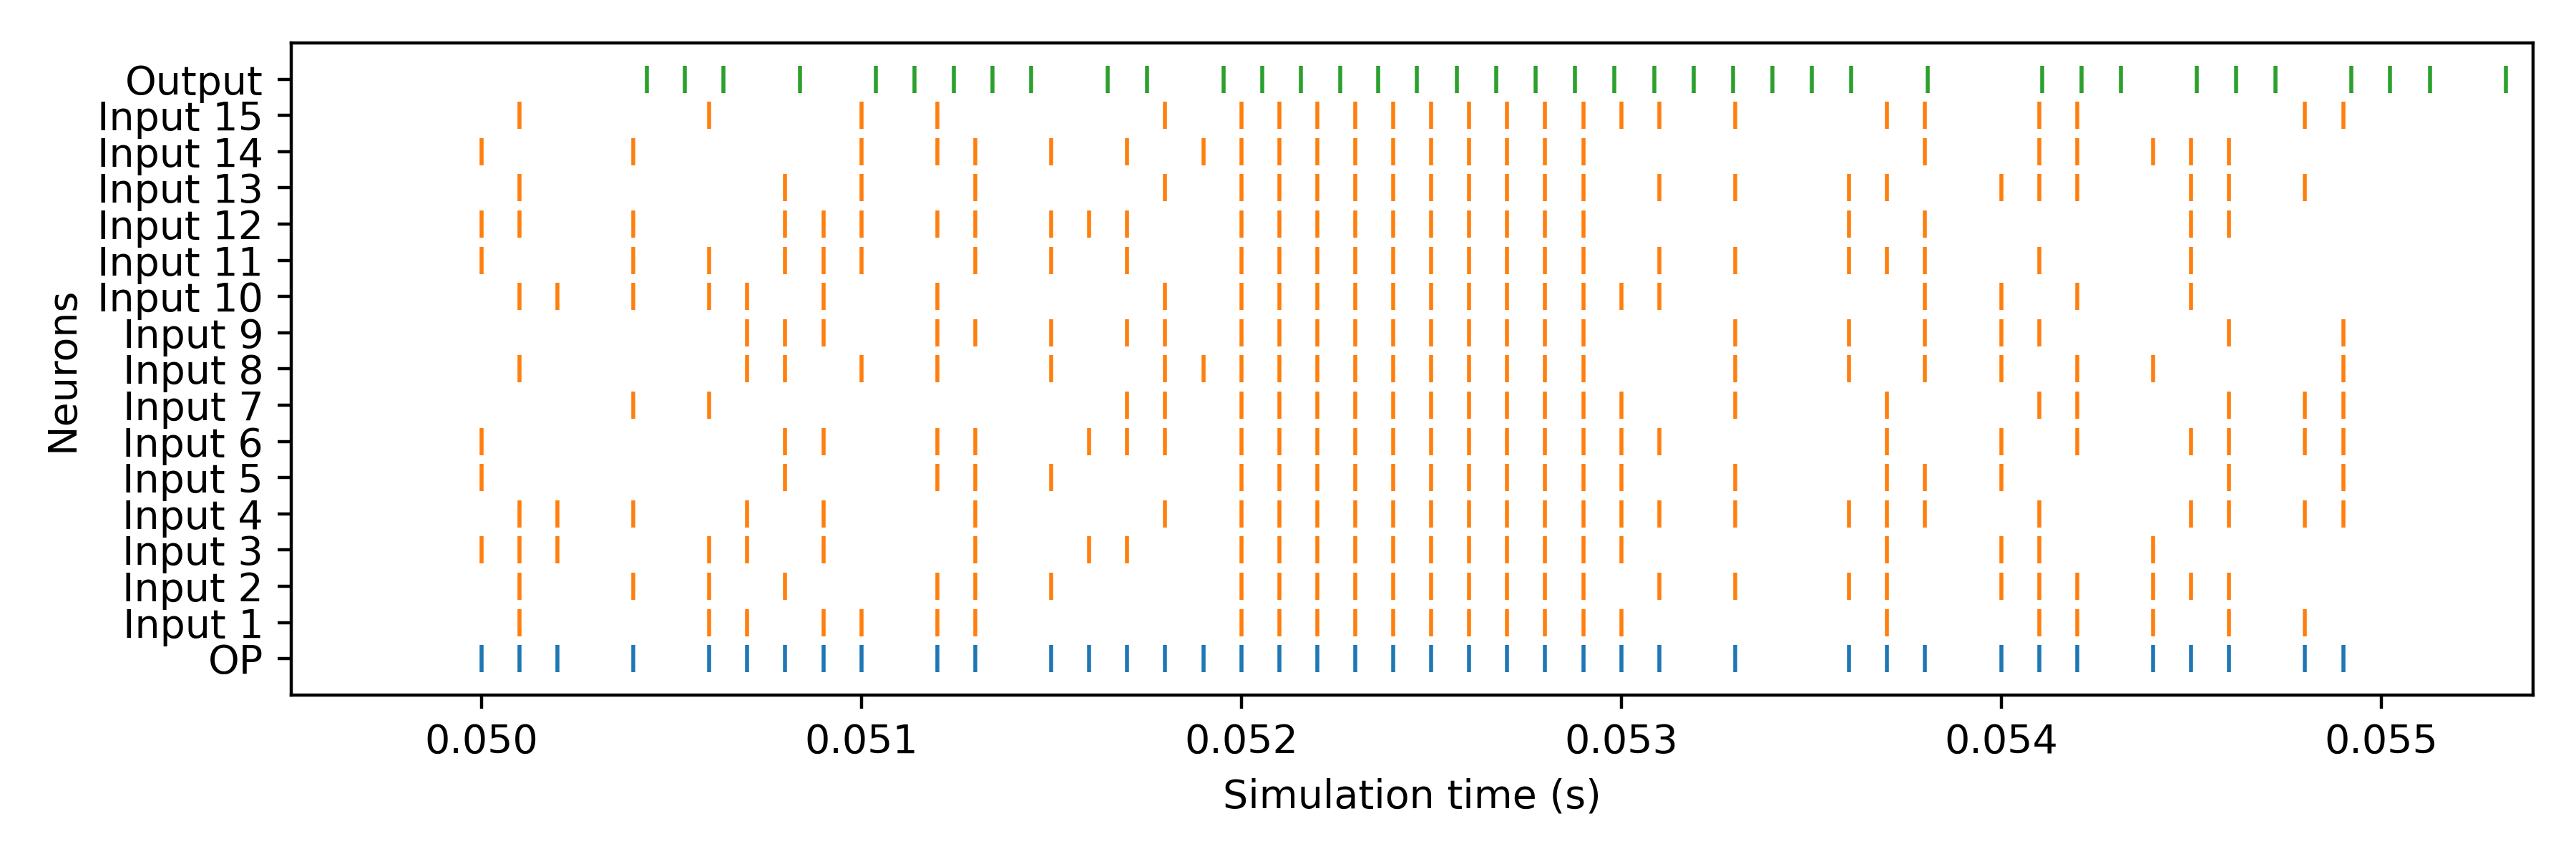 Output
Input 15
Input 14
Input 13
Input 12
Input 11
Input 10
Input 9
Input 8
Input 7
Input 6
Input 5
Input 4
Input 3
Input 2
Input 1
OP
Neurons
0.050 0.051 0.052 0.053 0.054 0.055
Simulation time (s)